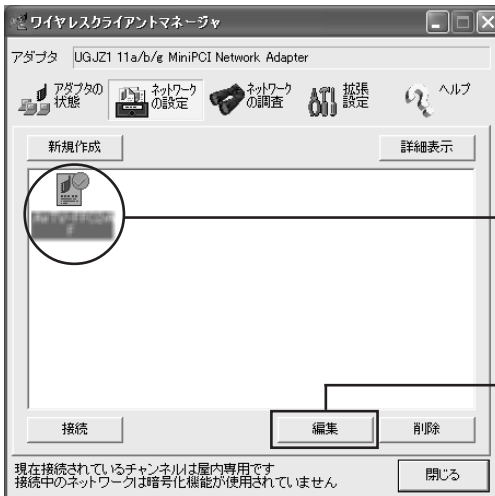 ワイヤレスクライアントマネージャ
アダプタ UGJZ1 11a/b/g MiniPCI Network Adapter
アダプタの状態
ネットワークの設定
ネットワークの調査
拡張設定
ヘルプ
新規作成
詳細表示
接続
編集
削除
現在接続されているチャンネルは屋内専用です
接続中のネットワークは暗号化機能が使用されていません
閉じる